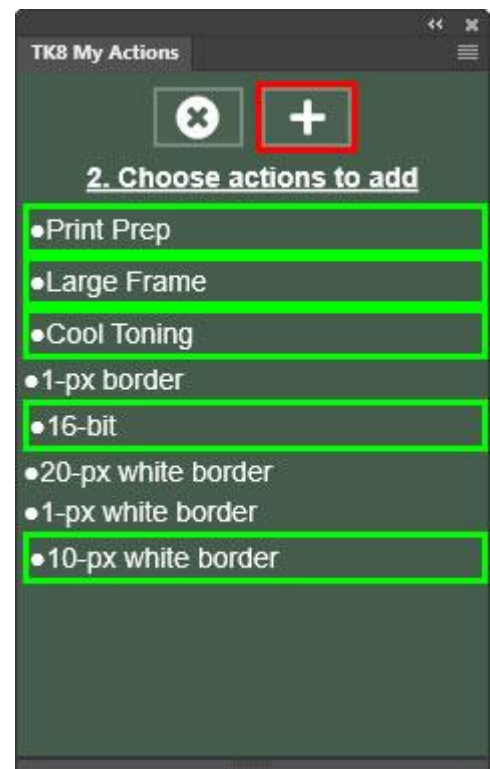 TK8 My Actions
2. Choose actions to add
●Print Prep
●Large Frame
●Cool Toning
●1-px border
●16-bit
●20-px white border
●1-px white border
●10-px white border